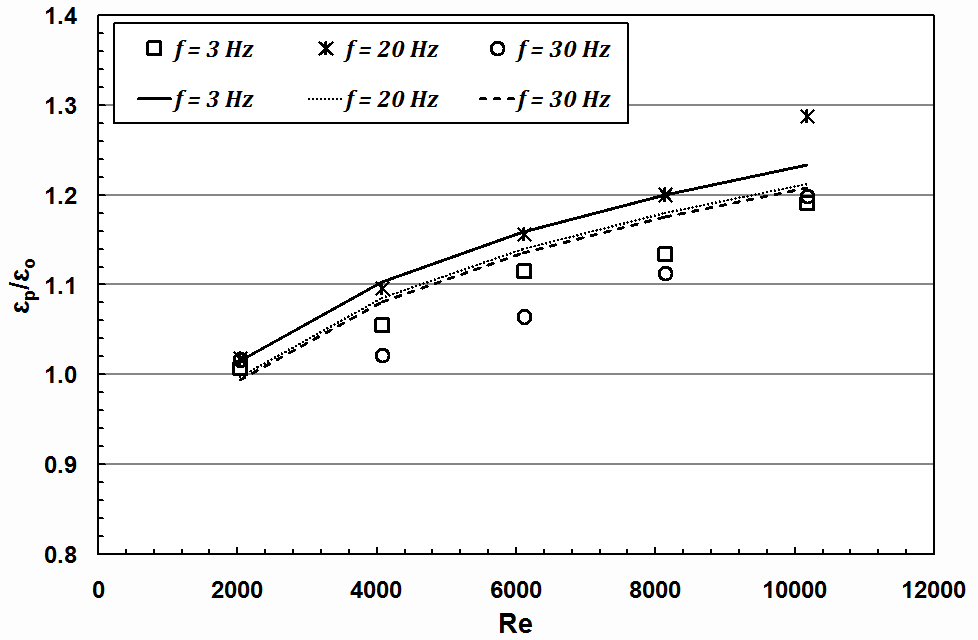 1.4
f = 3 Hz f = 20 Hz f = 30 Hz
f = 3 Hz f = 20 Hz f = 30 Hz
1.3
1.2
1.1
1.0
0.9
0.8
εp/εo
0 2000 4000 6000 8000 10000 12000
Re